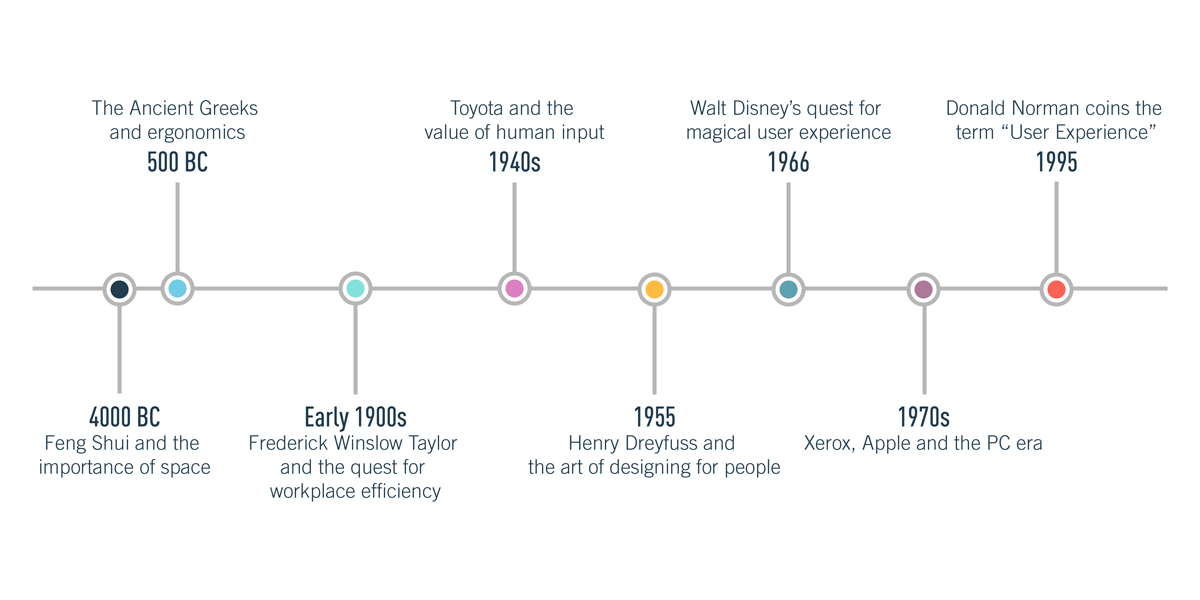 The Ancient Greeks
and ergonomics
500 BC
Toyota and the
value of human input
1940s
Walt Disney’s quest for
magical user experience
1966
Donald Norman coins the
term “User Experience”
1995
4000 BC
Feng Shui and the
importance of space
Early 1900s
Frederick Winslow Taylor
and the quest for
workplace efficiency
1955
Henry Dreyfuss and
the art of designing for people
1970s
Xerox, Apple and the PC era